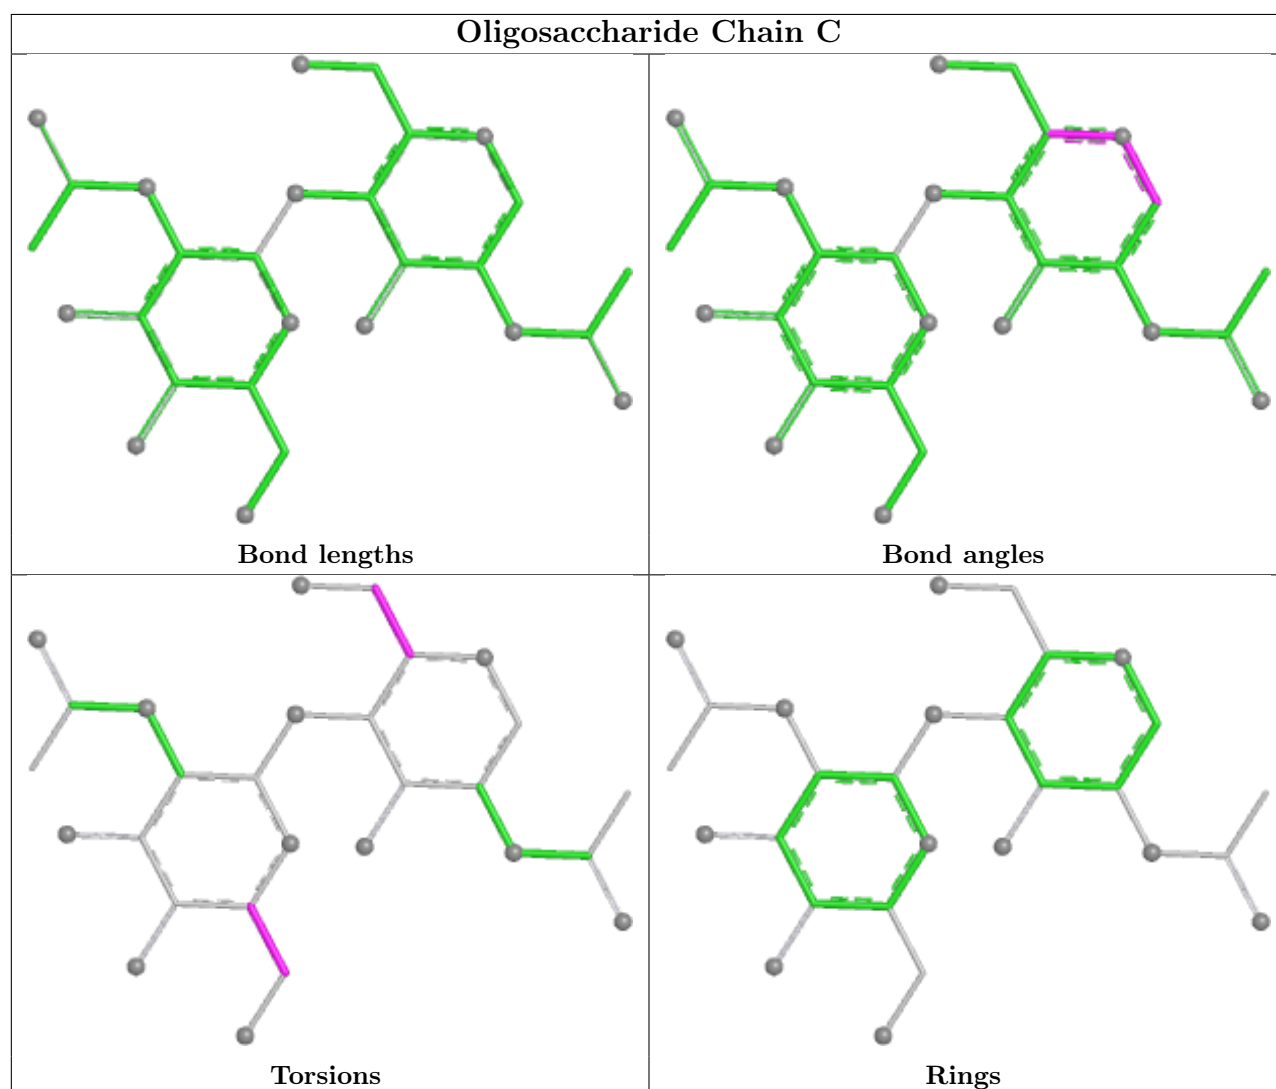 Oligosaccharide Chain C
Bond lengths
Bond angles
Torsions
Rings